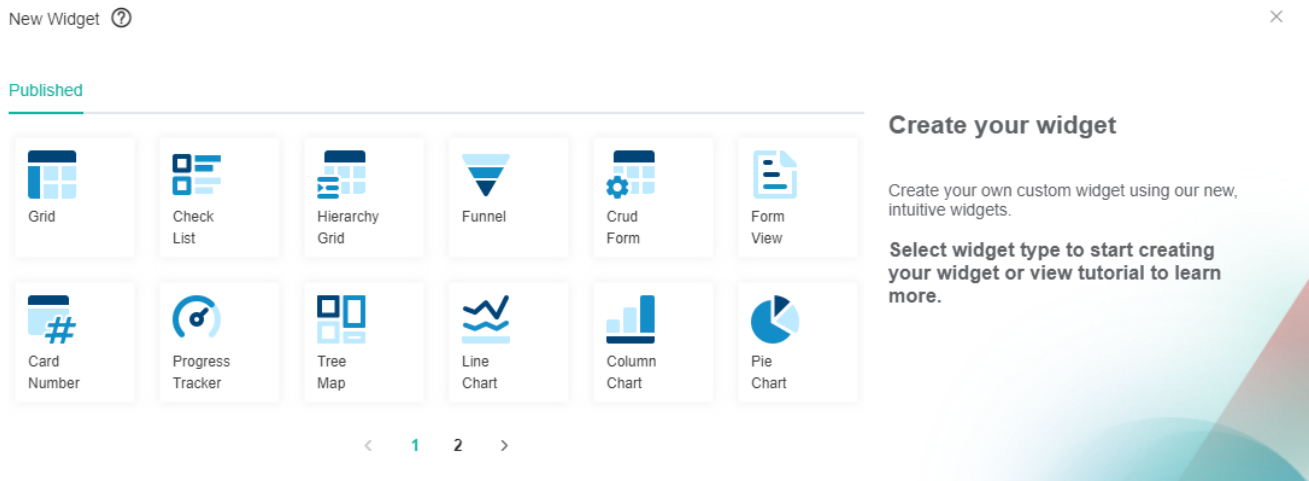 New Widget
Published
Grid
Check
List
Hierarchy
Grid
Funnel
Crud
Form
Form
View
Card
Number
Progress
Tracker
Tree
Map
Line
Chart
Column
Chart
Pie
Chart
1 2
Create your widget
Create your own custom widget using our new,
intuitive widgets.
Select widget type to start creating
your widget or view tutorial to learn
more.